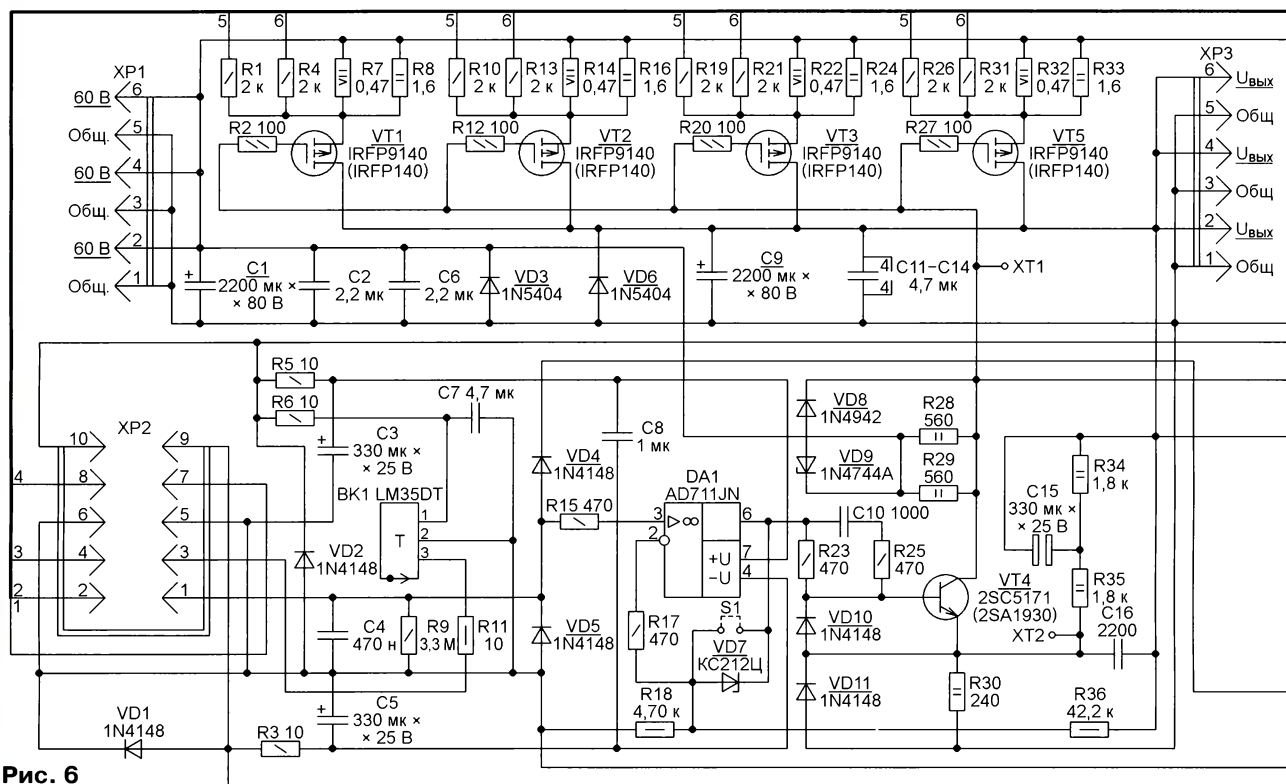 5 6 5 6 5 6 5 6
XP1
60 В 6
Общ. 5
60 В 4
Общ. 3
60 В 2
Общ. 1
R1 2 к
R4 2 к
R7 0,47
R8 1,6
R10 2 к
R13 2 к
R14 0,47
R16 1,6
R19 2 к
R21 2 к
R22 0,47
R24 1,6
R26 2 к
R31 2 к
R32 0,47
R33 1,6
XP3
6 Uвых
5 Общ
4 Uвых
3 Общ
2 Uвых
1 Общ
R2 100
VT1
IRFP9140
(IRFP140)
R12 100
VT2
IRFP9140
(IRFP140)
R20 100
VT3
IRFP9140
(IRFP140)
R27 100
VT5
IRFP9140
(IRFP140)
+ C1
2200 мк ×
× 80 В
C2
2,2 мк
C6
2,2 мк
VD3
1N5404
VD6
1N5404
+ C9
2200 мк ×
× 80 В
4
4
C11–C14
4,7 мк
XT1
R5 10
R6 10
C7 4,7 мк
XP2
10 9
8 7
6 5
4 3
2 1
4
3
2
1
+ C3
330 мк ×
× 25 В
BK1 LM35DT
T
1
2
3
VD2
1N4148
C4
470 н
R9
3,3 М
R11
10
+ C5
330 мк ×
× 25 В
VD1
1N4148
R3 10
VD4
1N4148
VD5
1N4148
C8
1 мк
R15 470
DA1
AD711JN
3
2
▷ ∞
6
+U 7
−U 4
R17
470
S1
VD7
КС212Ц
R18
4,70 к
VD8
1N4942
VD9
1N4744A
R28
560
R29
560
C10 1000
R23
470
R25
470
VD10
1N4148
VD11
1N4148
VT4
2SC5171
(2SA1930)
R30
240
C15
330 мк ×
× 25 В
R34
1,8 к
R35
1,8 к
XT2
C16
2200
R36
42,2 к
Рис. 6